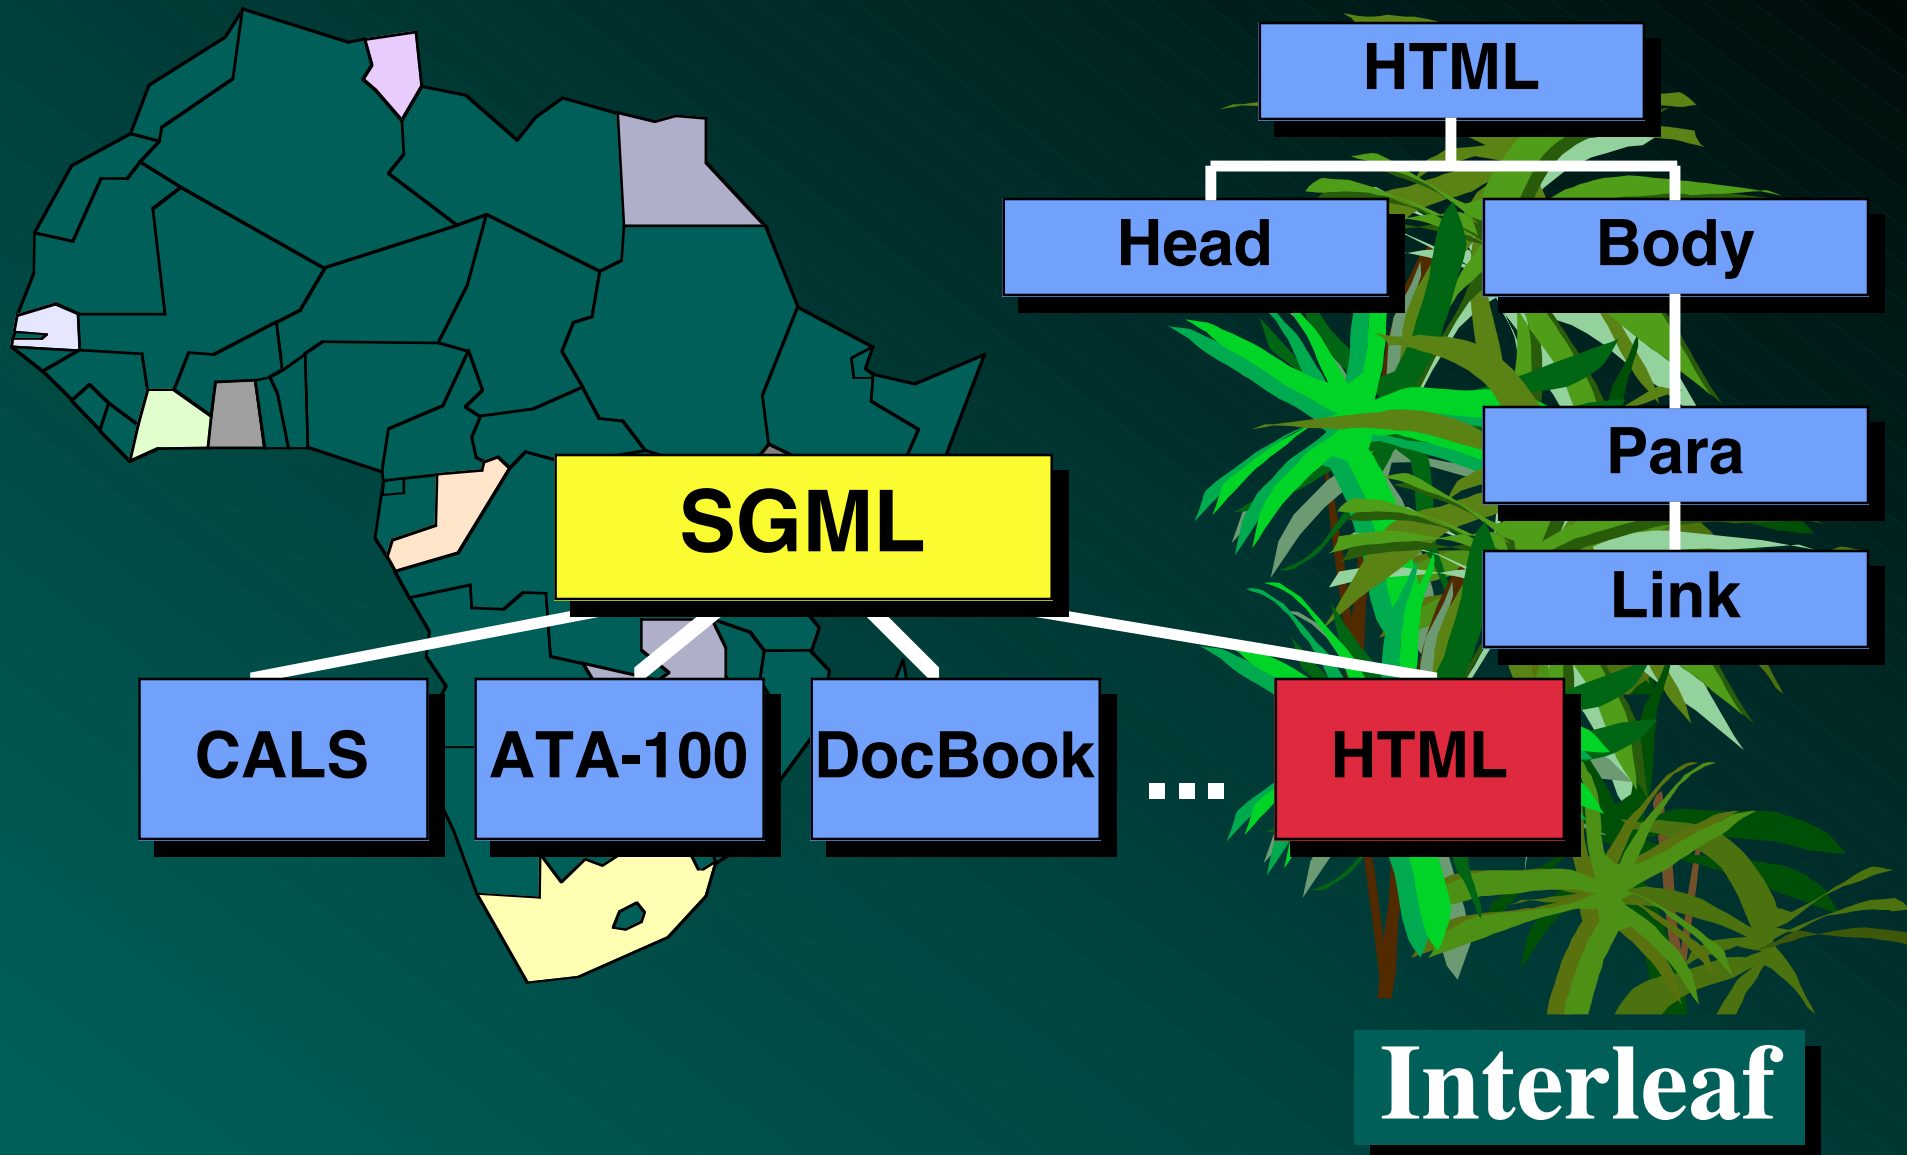 HTML
Head
Body
Para
SGML
Link
CALS
ATA-100
DocBook
...
HTML
Interleaf